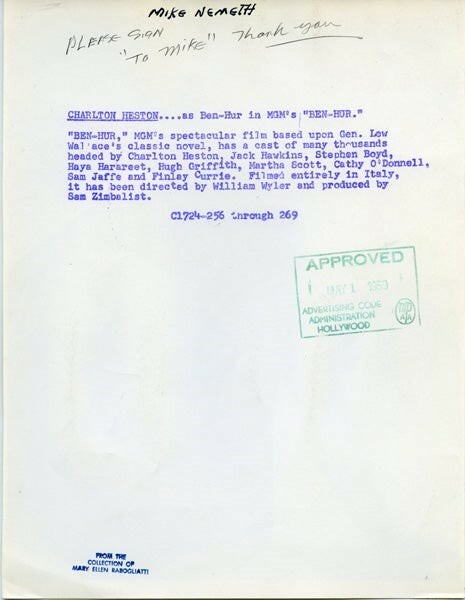 MIKE NEMETH
PLEASE SIGN
"TO MIKE" Thank you
CHARLTON HESTON....as Ben-Hur in MGM's "BEN-HUR."
"BEN-HUR," MGM's spectacular film based upon Gen. Lew
Wallace's classic novel, has a cast of many thousands
headed by Charlton Heston, Jack Hawkins, Stephen Boyd,
Haya Harareet, Hugh Griffith, Martha Scott, Cathy O'Donnell,
Sam Jaffe and Finlay Currie. Filmed entirely in Italy,
it has been directed by William Wyler and produced by
Sam Zimbalist.
C1724-256 through 269
APPROVED
ADVERTISING CODE
ADMINISTRATION
HOLLYWOOD
FROM THE
COLLECTION OF
MARY ELLEN RABOGLIATTI